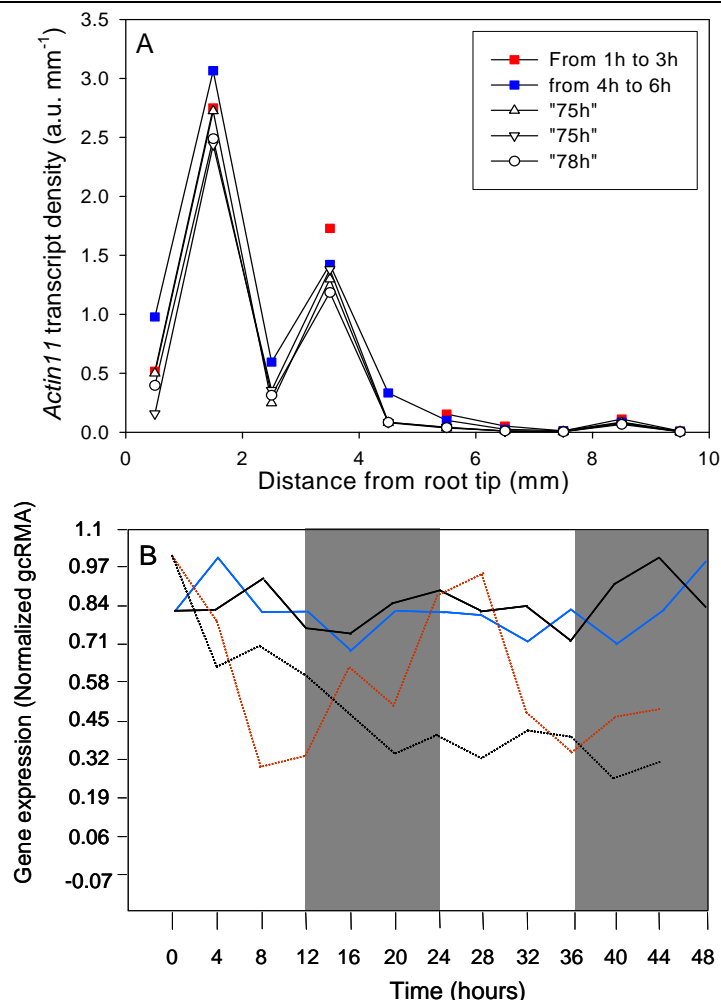 A
3.5
3.0
2.5
2.0
1.5
1.0
0.5
0.0
Actin11 transcript density (a.u. mm⁻¹)
From 1h to 3h
from 4h to 6h
"75h"
"75h"
"78h"
0 2 4 6 8 10
Distance from root tip (mm)
B
1.1
0.97
0.84
0.71
0.58
0.45
0.32
0.19
0.06
-0.07
Gene expression (Normalized gcRMA)
0 4 8 12 16 20 24 28 32 36 40 44 48
Time (hours)